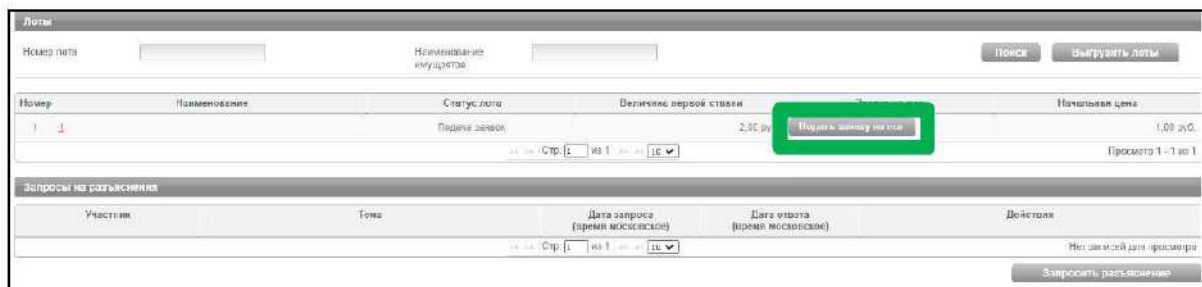 Лоты
Номер лота
Наименование имущества
Поиск
Выгрузить лоты
Номер Наименование Статус лота Величина первой ставки Начальная цена
1 1 Подача заявок 2,00 ру Подать заявку на лот 1,00 руб.
Стр. 1 из 1 10 Просмотр 1 - 1 из 1
Запросы на разъяснения
Участник Тема Дата запроса (время московское) Дата ответа (время московское) Действия
Стр. 1 из 1 10 Нет записей для просмотра
Запросить разъяснение